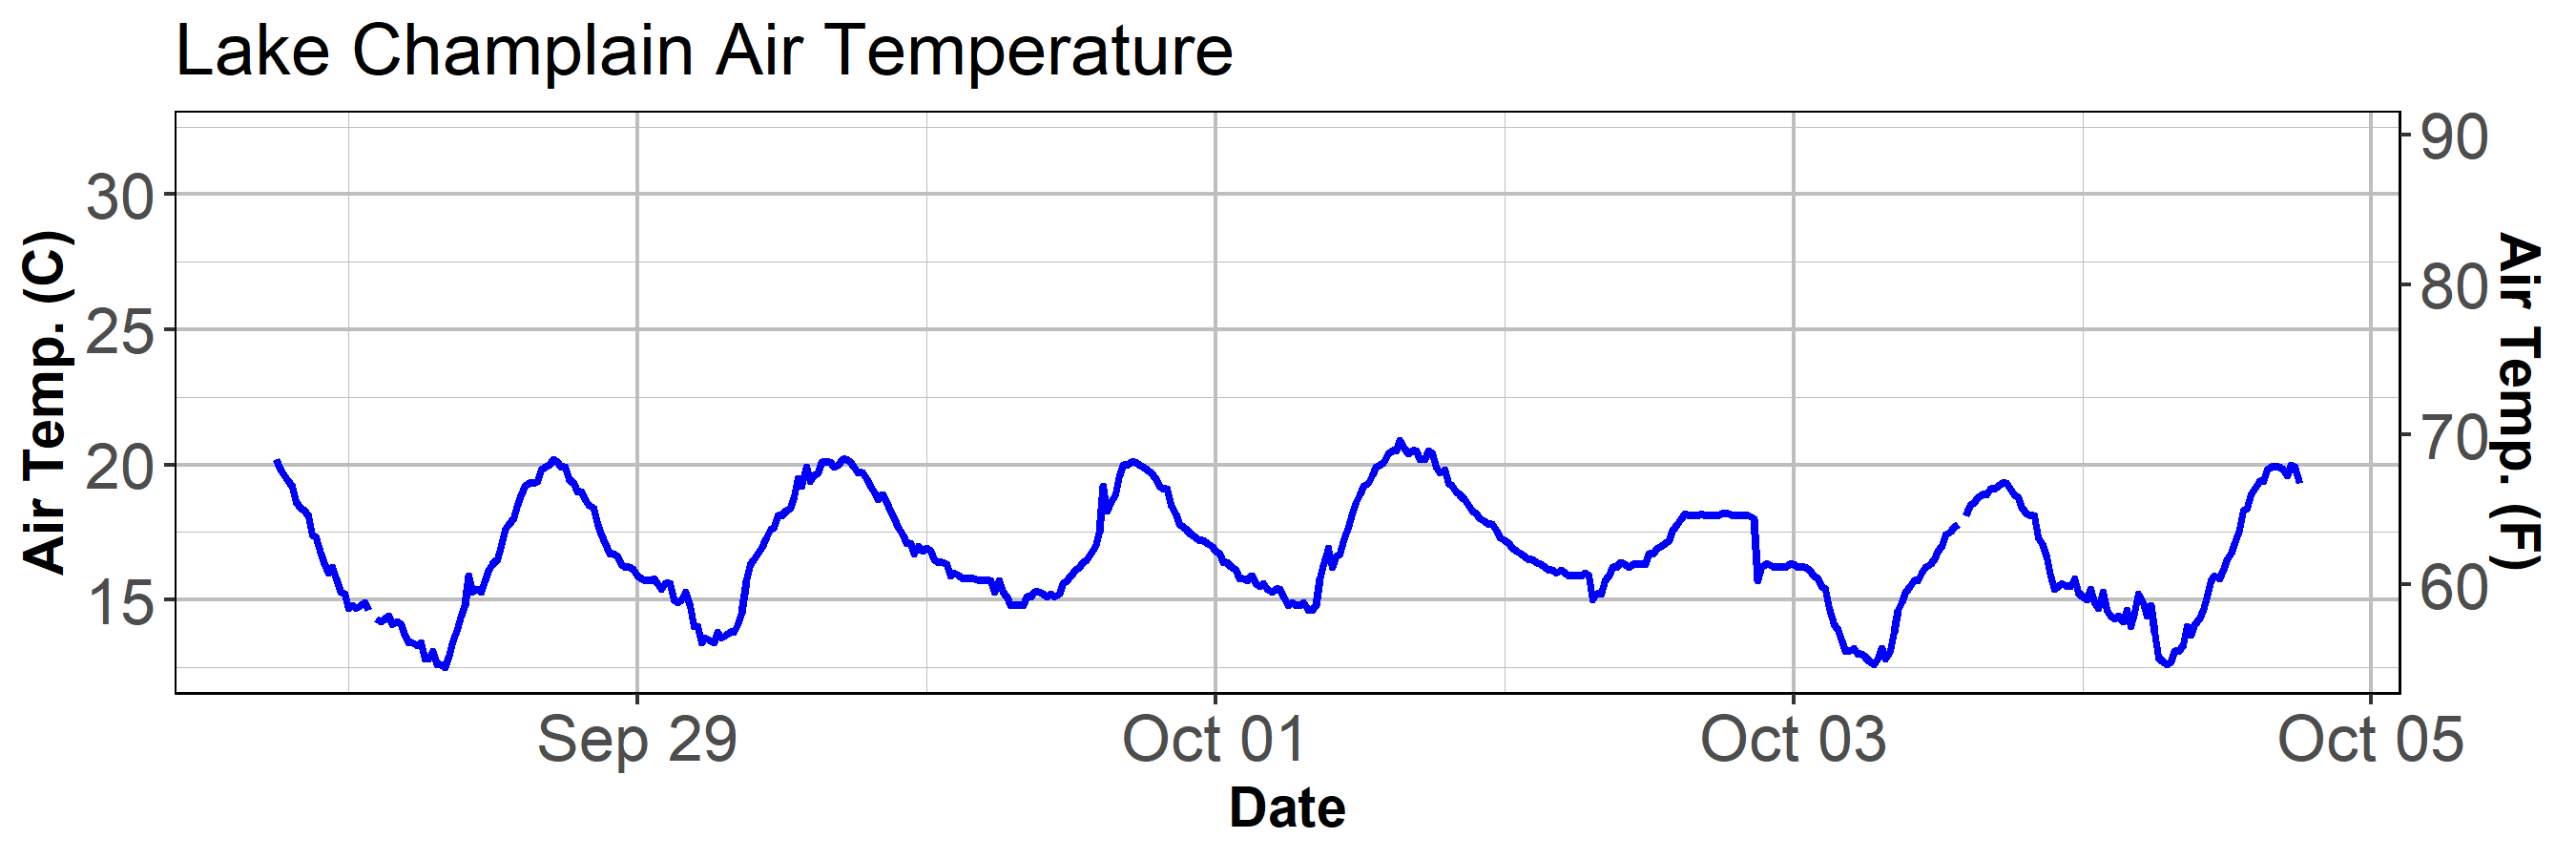 Lake Champlain Air Temperature
Air Temp. (C)
30
25
20
15
90
80
70
60
Air Temp. (F)
Sep 29
Oct 01
Oct 03
Oct 05
Date